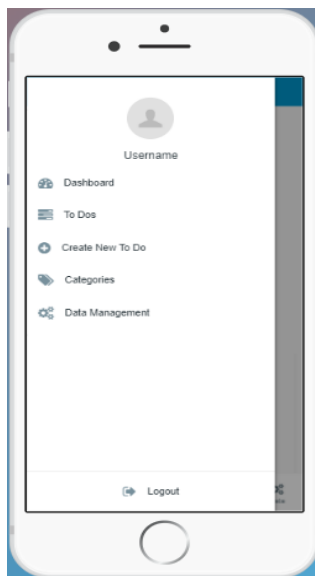 Username
Dashboard
To Dos
Create New To Do
Categories
Data Management
Logout